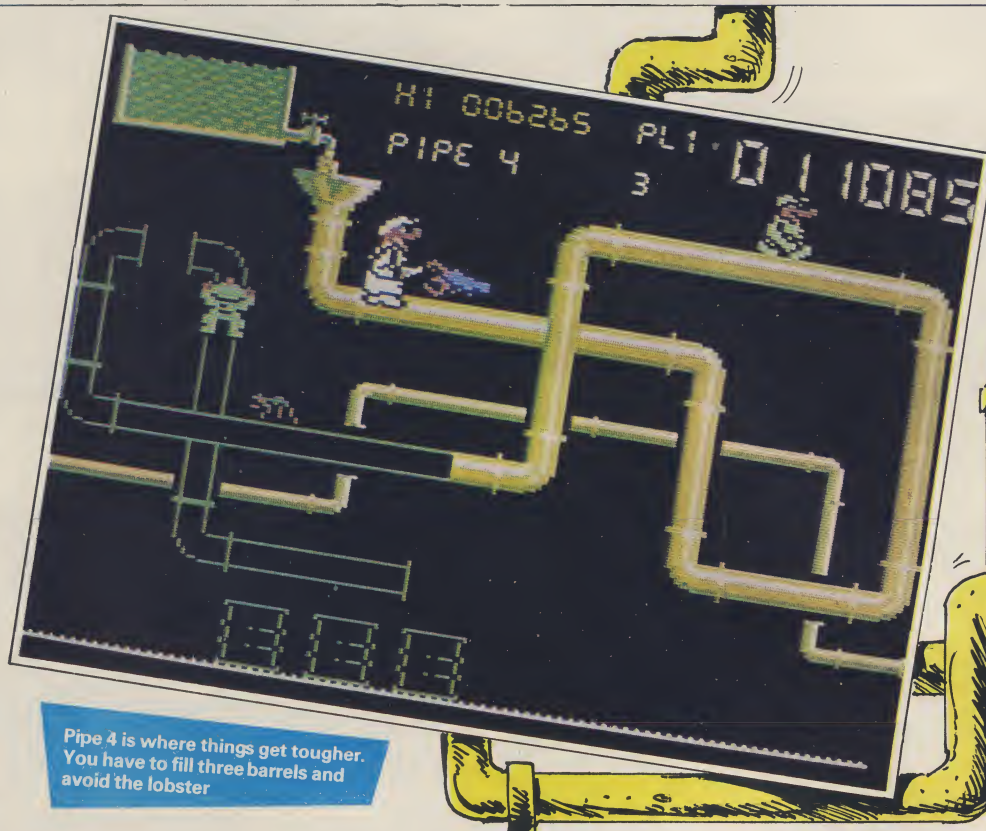 HI 006265
PL1
011085
PIPE 4
3
Pipe 4 is where things get tougher.
You have to fill three barrels and
avoid the lobster